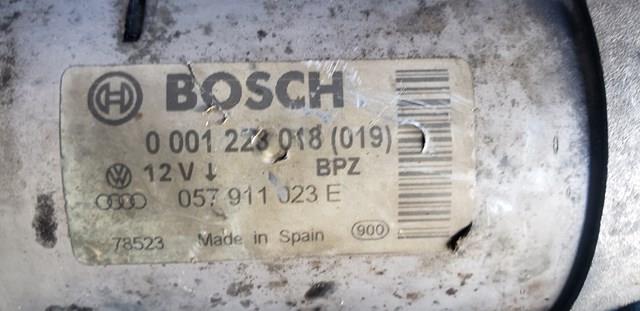 BOSCH
0 001 223 018 (019)
12 V BPZ
057 911 023 E
78523 Made in Spain 900